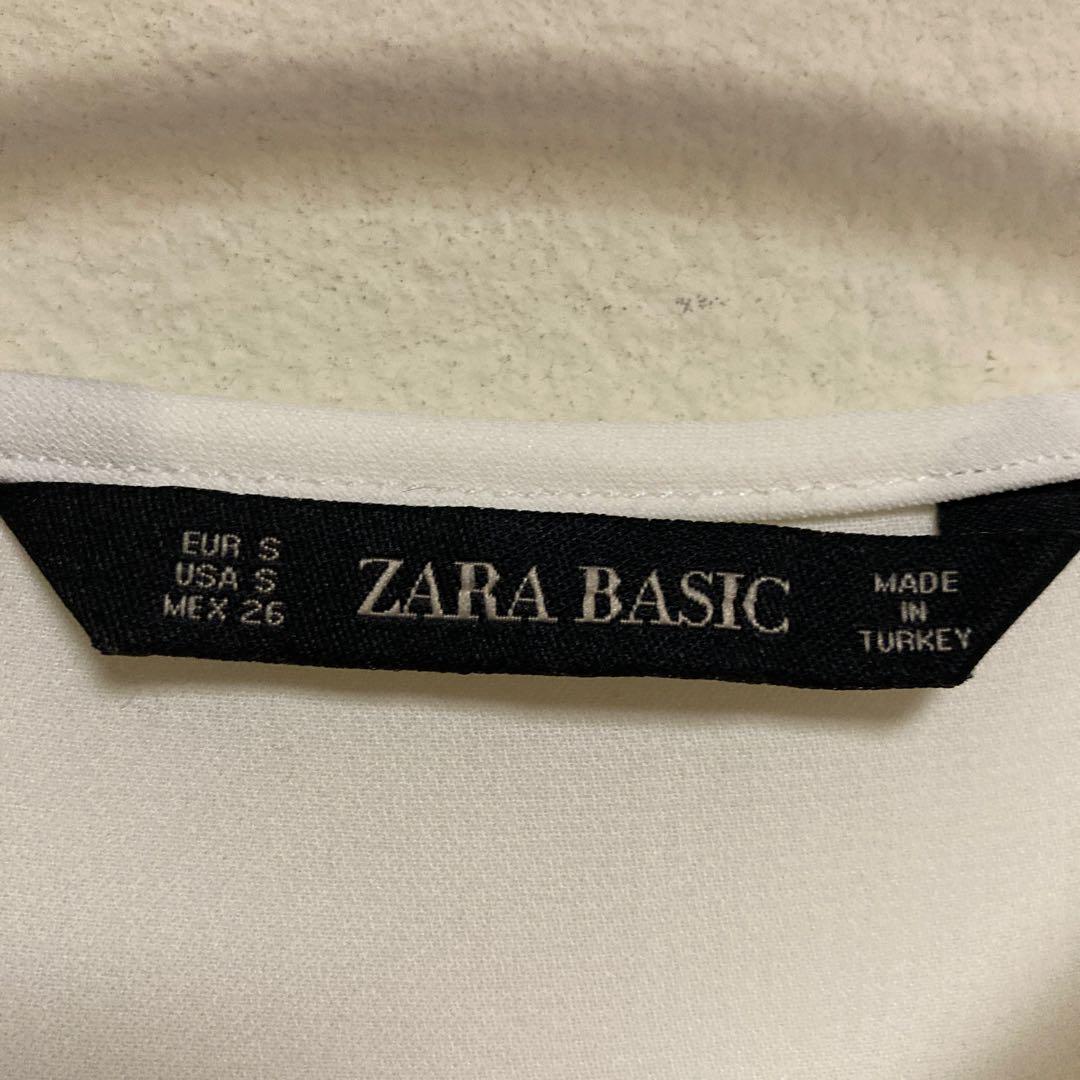 EUR S
USA S
MEX 26
ZARA BASIC
MADE
IN
TURKEY